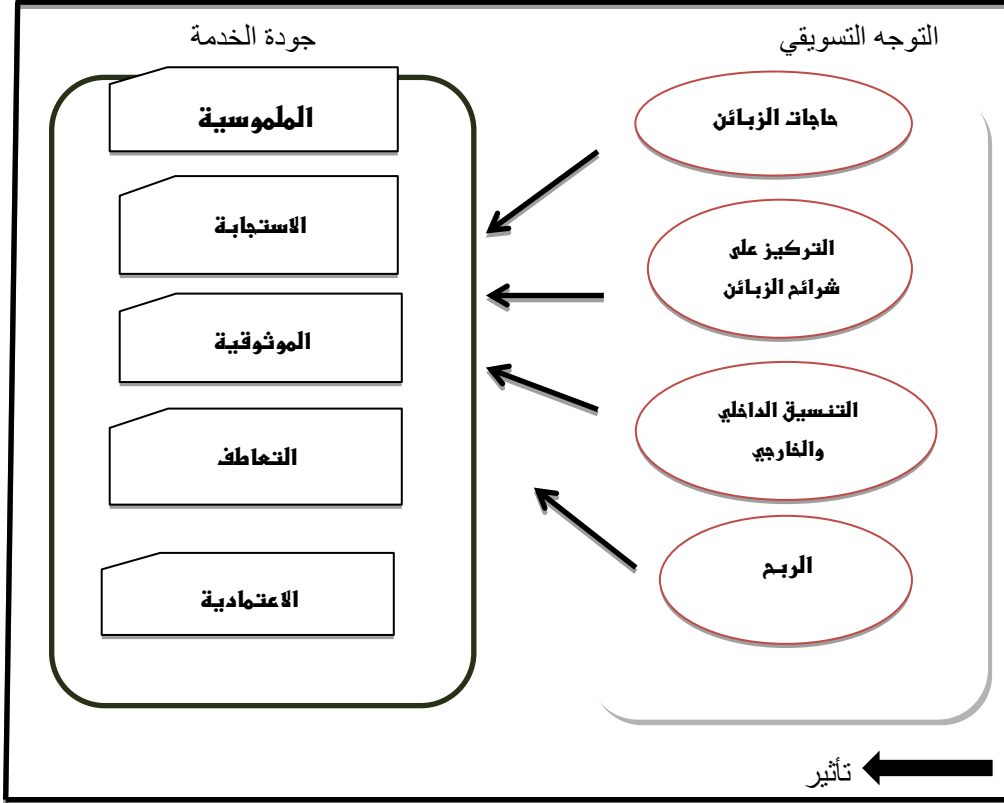 التوجه التسويقي
جودة الخدمة
حاجات الزبائن
التركيز على
شرائح الزبائن
التنسيق الداخلي
والخارجي
الربح
الملموسية
الاستجابة
الموثوقية
التعاطف
الاعتمادية
تأثير